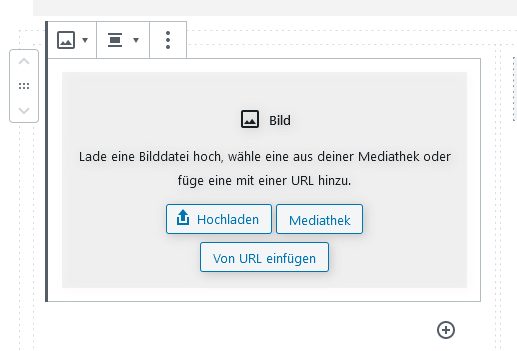 Bild
Lade eine Bilddatei hoch, wähle eine aus deiner Mediathek oder
füge eine mit einer URL hinzu.
Hochladen Mediathek
Von URL einfügen